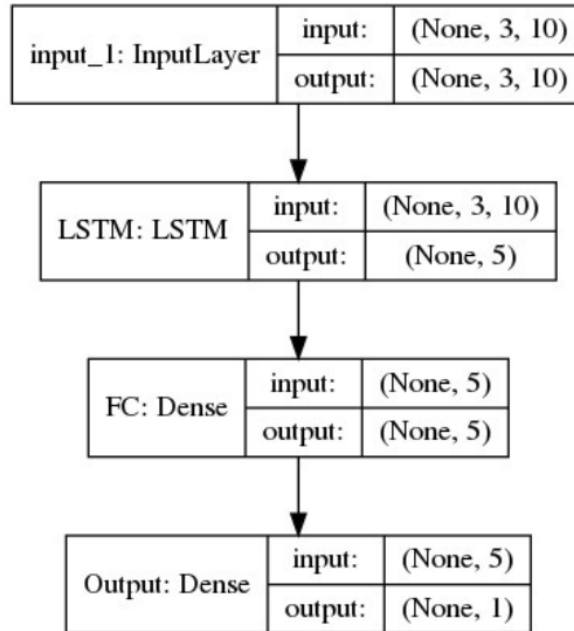 input_1: InputLayer
input: (None, 3, 10)
output: (None, 3, 10)
LSTM: LSTM
input: (None, 3, 10)
output: (None, 5)
FC: Dense
input: (None, 5)
output: (None, 5)
Output: Dense
input: (None, 5)
output: (None, 1)